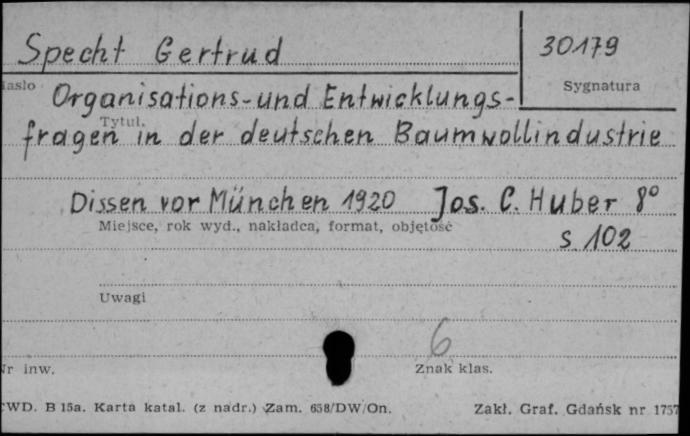 Specht Gertrud
30179
Sygnatura
Organisations- und Entwicklungs-
Tytuł.
fragen in der deutschen Baumwollindustrie
Dissen vor München 1920 Jos. C. Huber 8°
Miejsce, rok wyd., nakładca, format, objętość
s 102
Uwagi
6
Nr inw.
Znak klas.
CWD. B 15a. Karta katal. (z nadr.) Zam. 658/DW/On.
Zakł. Graf. Gdańsk nr 1757